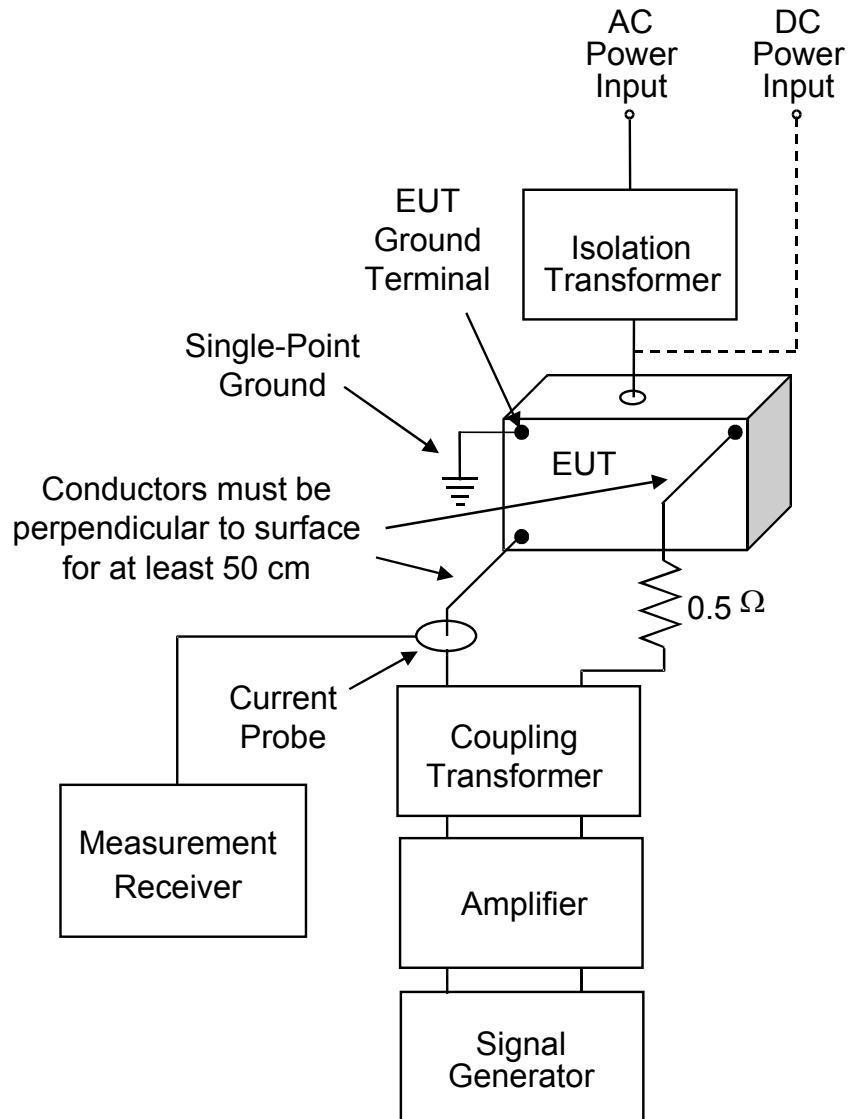 AC
Power
Input
DC
Power
Input
EUT
Ground
Terminal
Isolation
Transformer
Single-Point
Ground
EUT
Conductors must be
perpendicular to surface
for at least 50 cm
0.5 Ω
Current
Probe
Coupling
Transformer
Measurement
Receiver
Amplifier
Signal
Generator